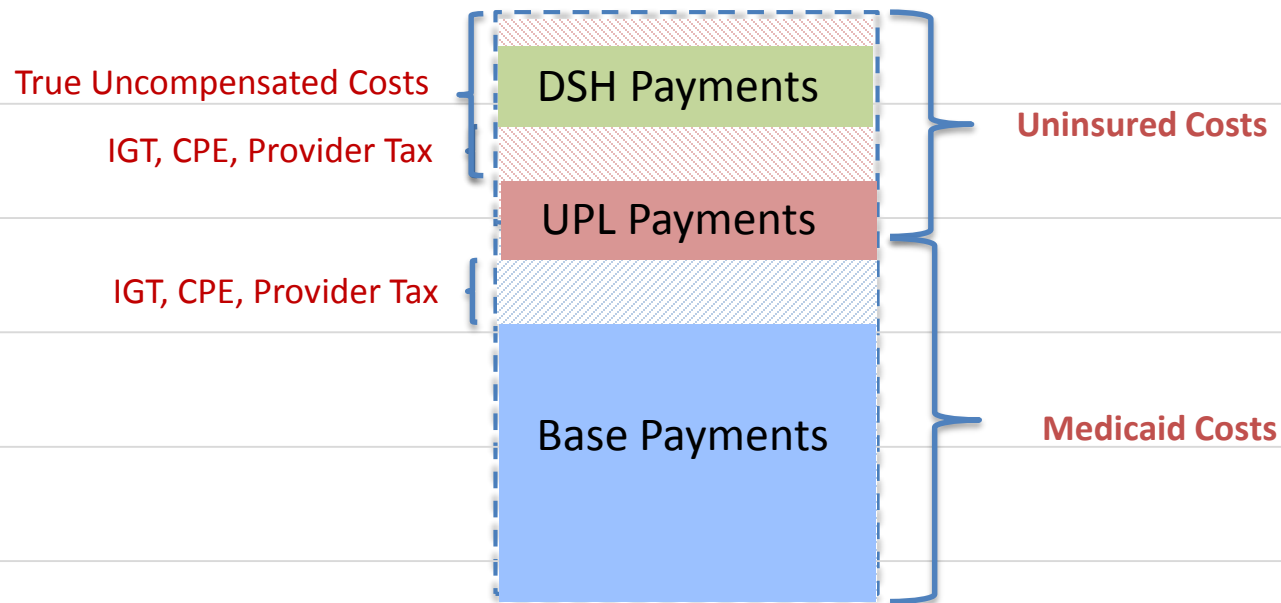 True Uncompensated Costs
DSH Payments
Uninsured Costs
IGT, CPE, Provider Tax
UPL Payments
IGT, CPE, Provider Tax
Base Payments
Medicaid Costs